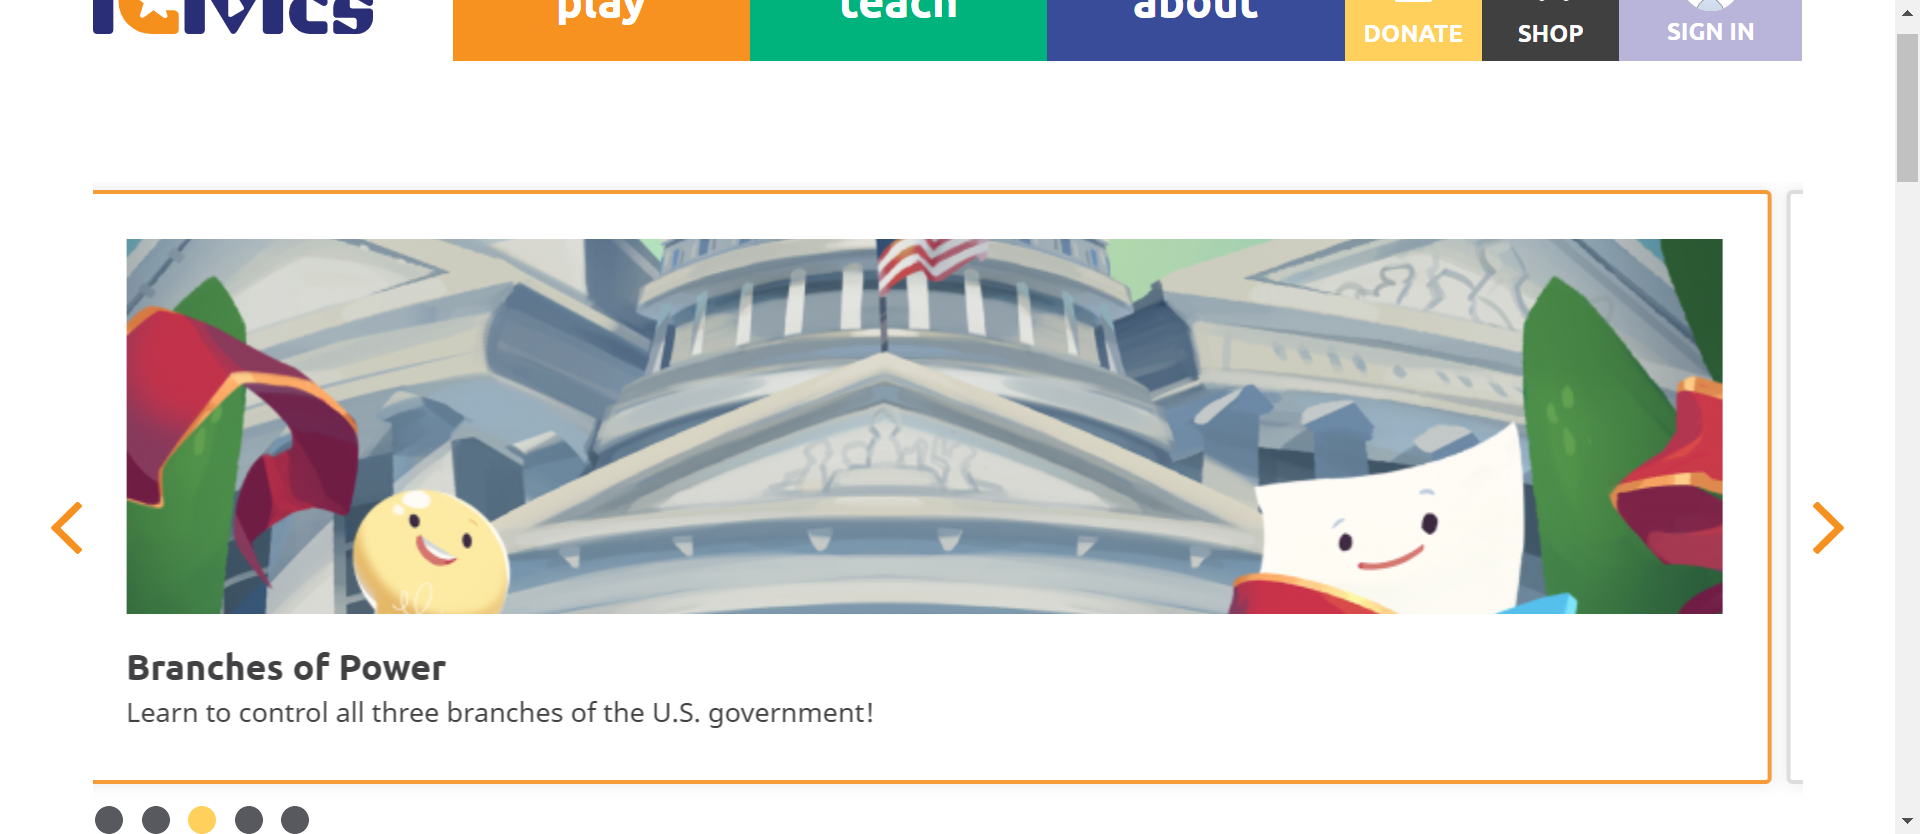 iCivics
play
teach
about
DONATE
SHOP
SIGN IN
Branches of Power
Learn to control all three branches of the U.S. government!